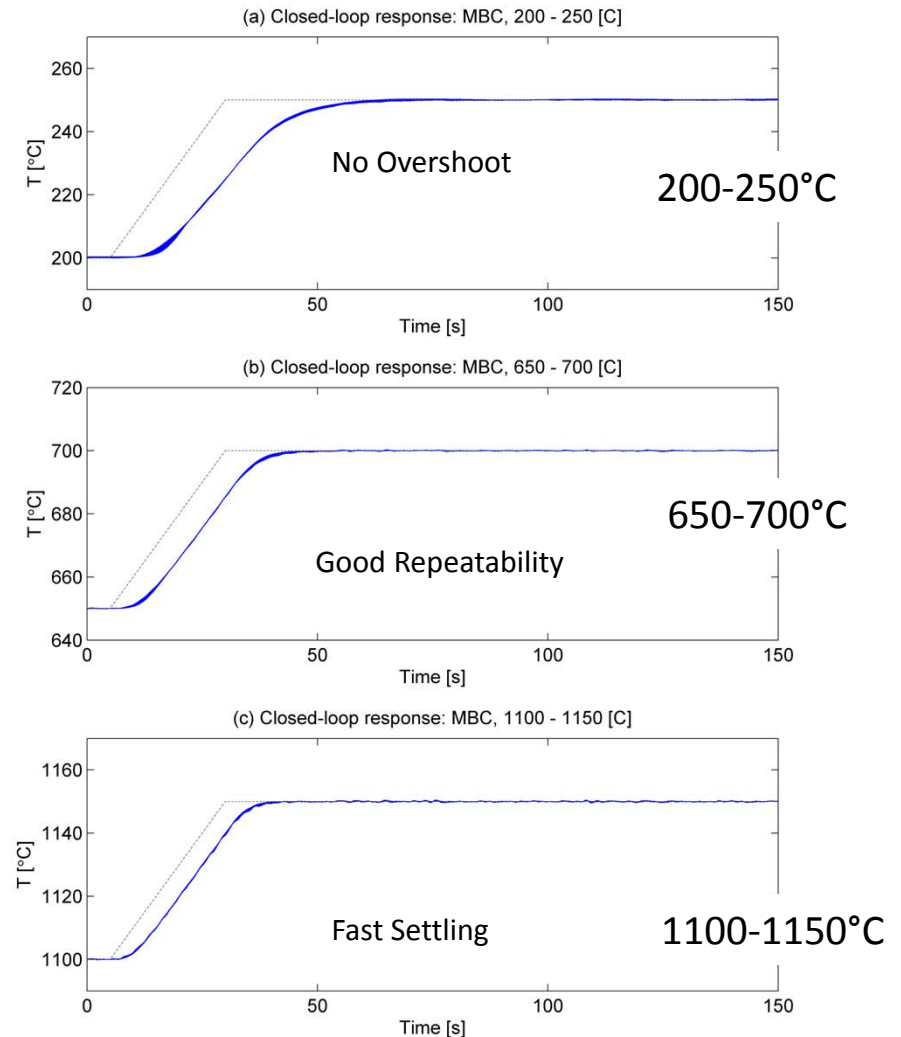 (a) Closed-loop response: MBC, 200 - 250 [C]
260
240
220
200
T [°C]
No Overshoot
200-250°C
0
50
100
150
Time [s]
(b) Closed-loop response: MBC, 650 - 700 [C]
720
700
680
660
640
T [°C]
650-700°C
Good Repeatability
0
50
100
150
Time [s]
(c) Closed-loop response: MBC, 1100 - 1150 [C]
1160
1140
1120
1100
T [°C]
Fast Settling
1100-1150°C
0
50
100
150
Time [s]